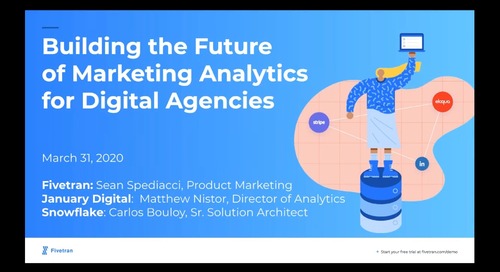 Building the Future
of Marketing Analytics
for Digital Agencies
stripe
eloqua
in
March 31, 2020
Fivetran: Sean Spediacci, Product Marketing
January Digital: Matthew Nistor, Director of Analytics
Snowflake: Carlos Bouloy, Sr. Solution Architect
Fivetran
Start your free trial at fivetran.com/demo